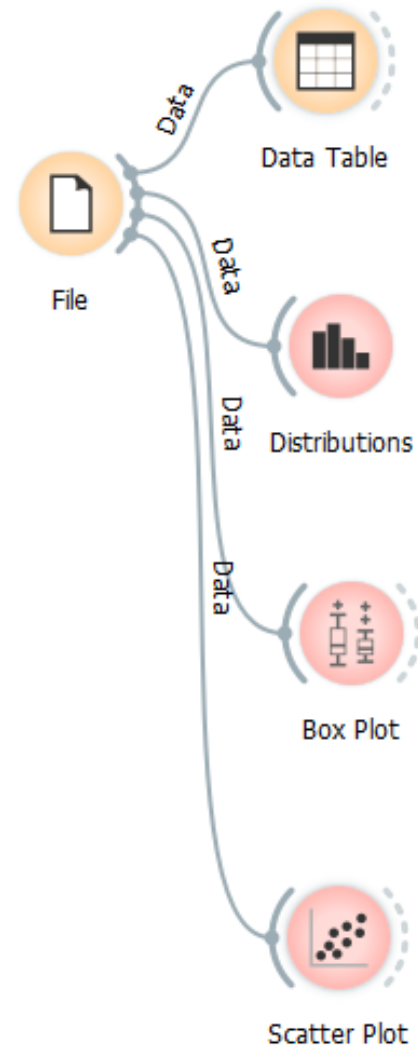 Data
Data Table
File
Data
Distributions
Data
Box Plot
Data
Scatter Plot